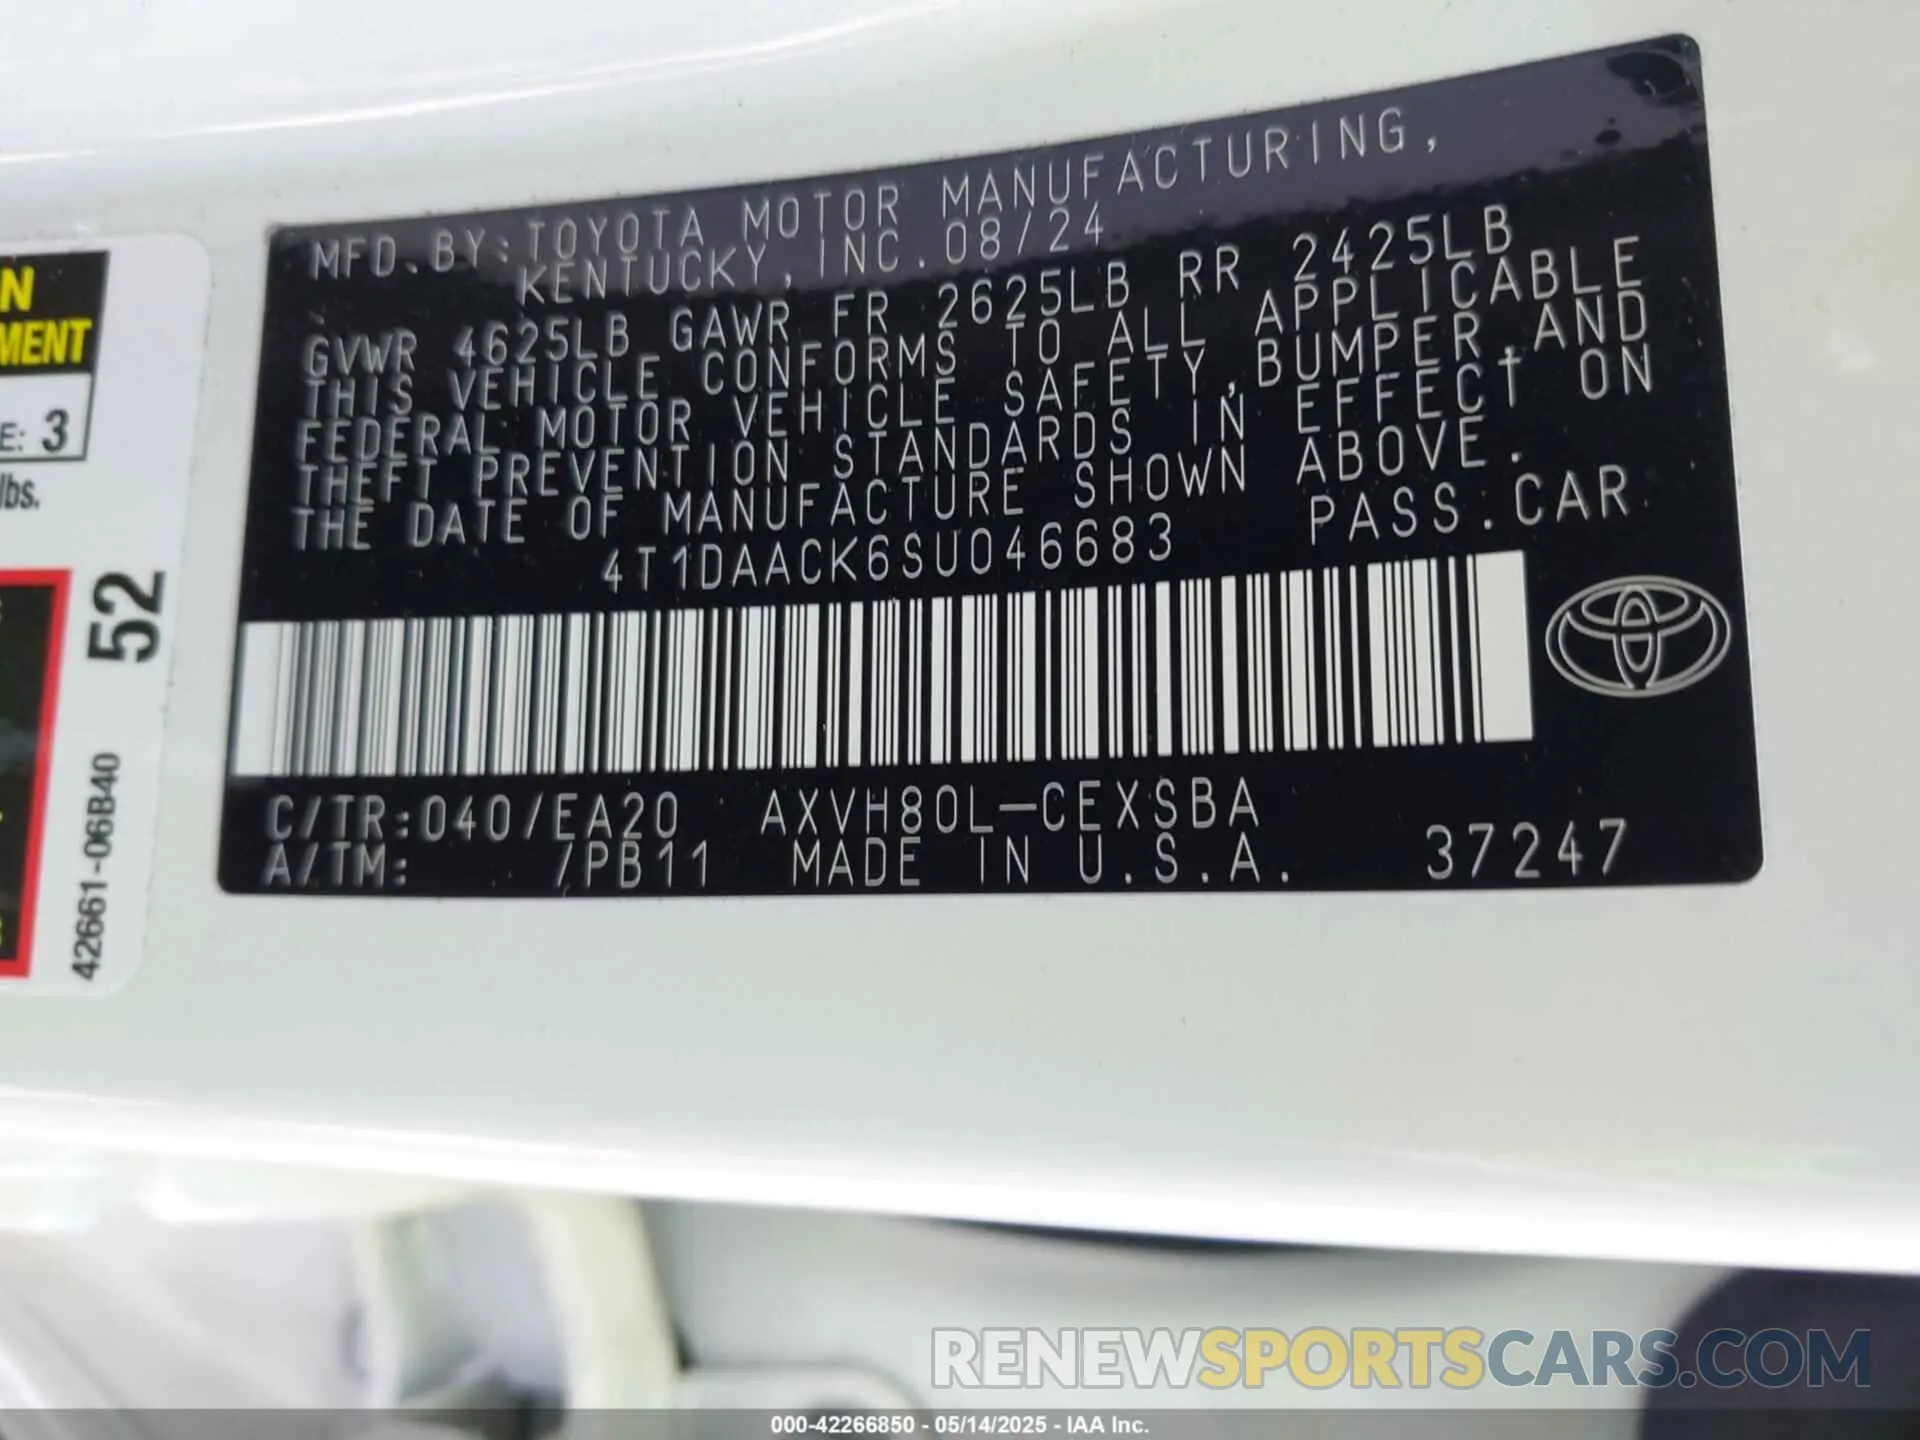 MFD. BY: TOYOTA MOTOR MANUFACTURING,
KENTUCKY, INC. 08/24
GVWR 4625LB GAWR FR 2625LB RR 2425LB
THIS VEHICLE CONFORMS TO ALL APPLICABLE
FEDERAL MOTOR VEHICLE SAFETY, BUMPER, AND
THEFT PREVENTION STANDARDS IN EFFECT ON
THE DATE OF MANUFACTURE SHOWN ABOVE.
4T1DAACK6SU046683 PASS. CAR
C/TR: 040/EA20 AXVH80L-CEXSBA
A/TM: /PB11 MADE IN U.S.A. 37247
N
MENT
E: 3
lbs.
52
42661-06B40
RENEWSPORTSCARS.COM
000-42266850 - 05/14/2025 - IAA Inc.